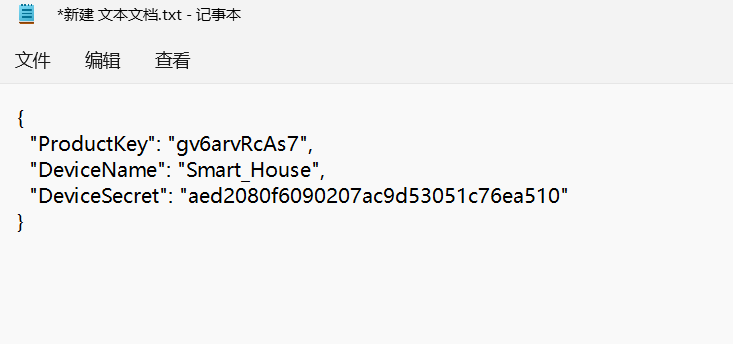 *新建 文本文档.txt - 记事本
文件 编辑 查看
{
"ProductKey": "gv6arvRcAs7",
"DeviceName": "Smart_House",
"DeviceSecret": "aed2080f6090207ac9d53051c76ea510"
}